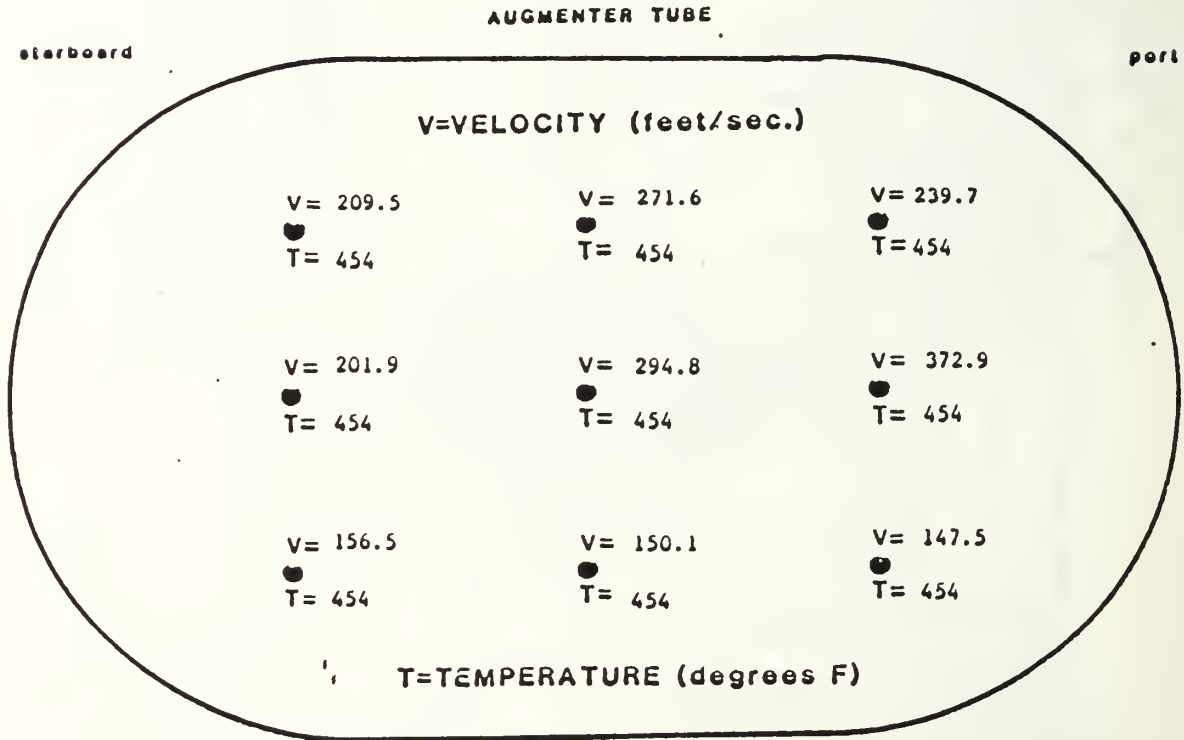 AUGMENTER TUBE
starboard port
V=VELOCITY (feet/sec.)
V= 209.5 V= 271.6 V= 239.7
T= 454 T= 454 T= 454
V= 201.9 V= 294.8 V= 372.9
T= 454 T= 454 T= 454
V= 156.5 V= 150.1 V= 147.5
T= 454 T= 454 T= 454
T=TEMPERATURE (degrees F)